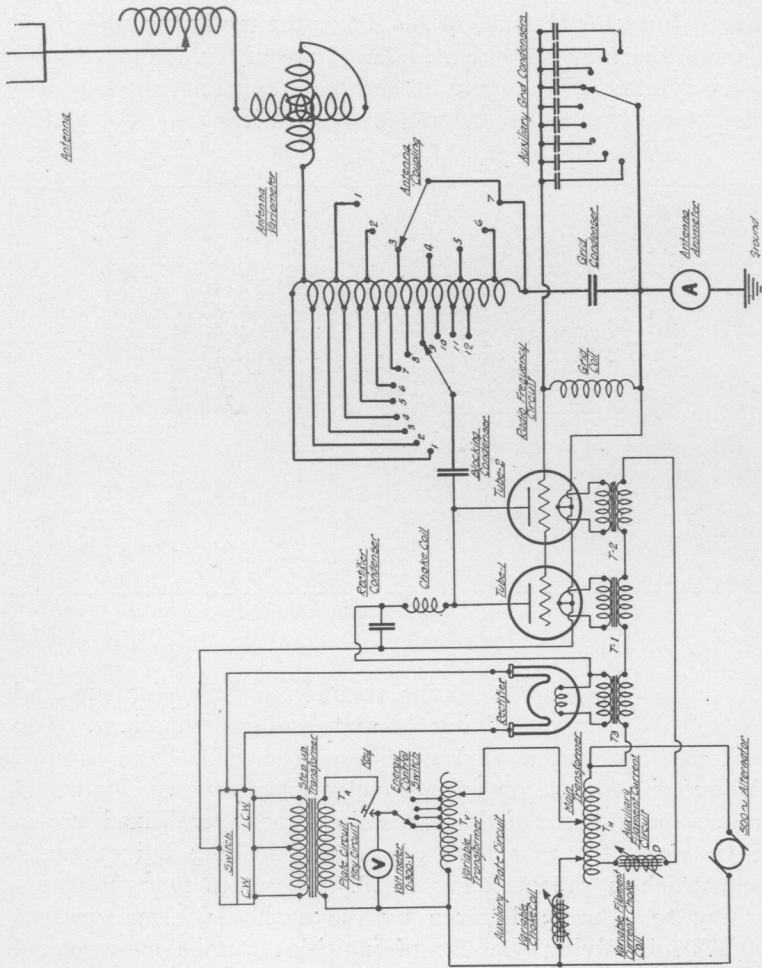 Antenna
Antenna
Variometer
Antenna
Coupling
Auxiliary Grid Condensers
1
2
3
4
5
6
7
1
2
3
4
5
6
7
8
9
10
11
12
Blocking
Condenser
Radio Frequency
Circuit
Grid
Condenser
Grid
Coil
Antenna
Ammeter
A
Ground
Rectifier
Condenser
Choke Coil
Tube-1
Tube-2
T-1
T-2
T3
Rectifier
Switch
C.W.
I.C.W.
Step up
Transformer
TA
Plate Circuit
(Key Circuit)
Key
V
Voltmeter
0-300-V
Energy
Control
Switch
TV
Variable
Transformer
Auxiliary Plate Circuit
Variable
Choke Coil
Main
Transformer
TM
Auxiliary
Filament Current
Circuit
D
Variable Filament
Current Choke
Coil
500~ Alternator